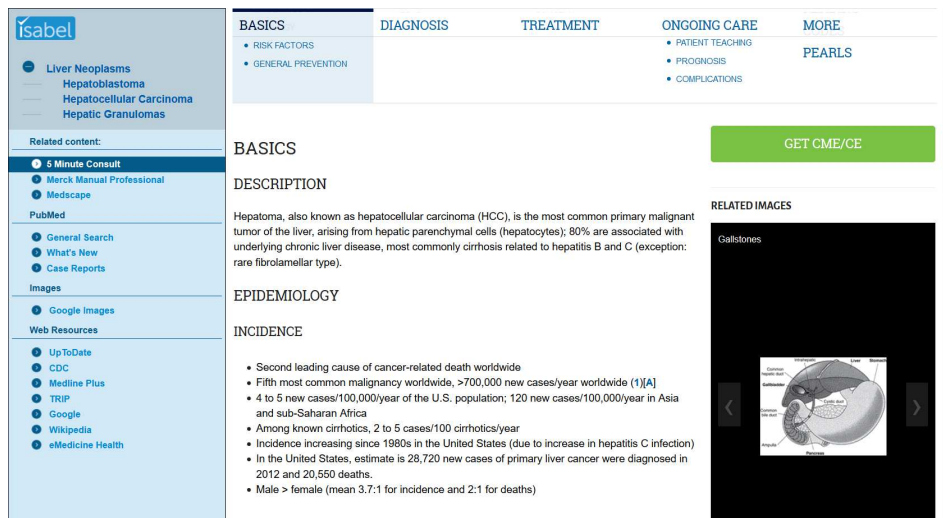 isabel
Liver Neoplasms
Hepatoblastoma
Hepatocellular Carcinoma
Hepatic Granulomas
Related content:
5 Minute Consult
Merck Manual Professional
Medscape
PubMed
General Search
What's New
Case Reports
Images
Google Images
Web Resources
UpToDate
CDC
Medline Plus
TRIP
Google
Wikipedia
eMedicine Health
BASICS
RISK FACTORS
GENERAL PREVENTION
DIAGNOSIS
TREATMENT
ONGOING CARE
PATIENT TEACHING
PROGNOSIS
COMPLICATIONS
MORE
PEARLS
BASICS
DESCRIPTION
Hepatoma, also known as hepatocellular carcinoma (HCC), is the most common primary malignant
tumor of the liver, arising from hepatic parenchymal cells (hepatocytes); 80% are associated with
underlying chronic liver disease, most commonly cirrhosis related to hepatitis B and C (exception:
rare fibrolamellar type).
EPIDEMIOLOGY
INCIDENCE
Second leading cause of cancer-related death worldwide
Fifth most common malignancy worldwide, >700,000 new cases/year worldwide (1)[A]
4 to 5 new cases/100,000/year of the U.S. population; 120 new cases/100,000/year in Asia
and sub-Saharan Africa
Among known cirrhotics, 2 to 5 cases/100 cirrhotics/year
Incidence increasing since 1980s in the United States (due to increase in hepatitis C infection)
In the United States, estimate is 28,720 new cases of primary liver cancer were diagnosed in
2012 and 20,550 deaths.
Male > female (mean 3.7:1 for incidence and 2:1 for deaths)
GET CME/CE
RELATED IMAGES
Gallstones
Intrahepatic
Liver
Stomach
Common
hepatic duct
Gallbladder
Cystic duct
Common
bile duct
Ampulla
Pancreas